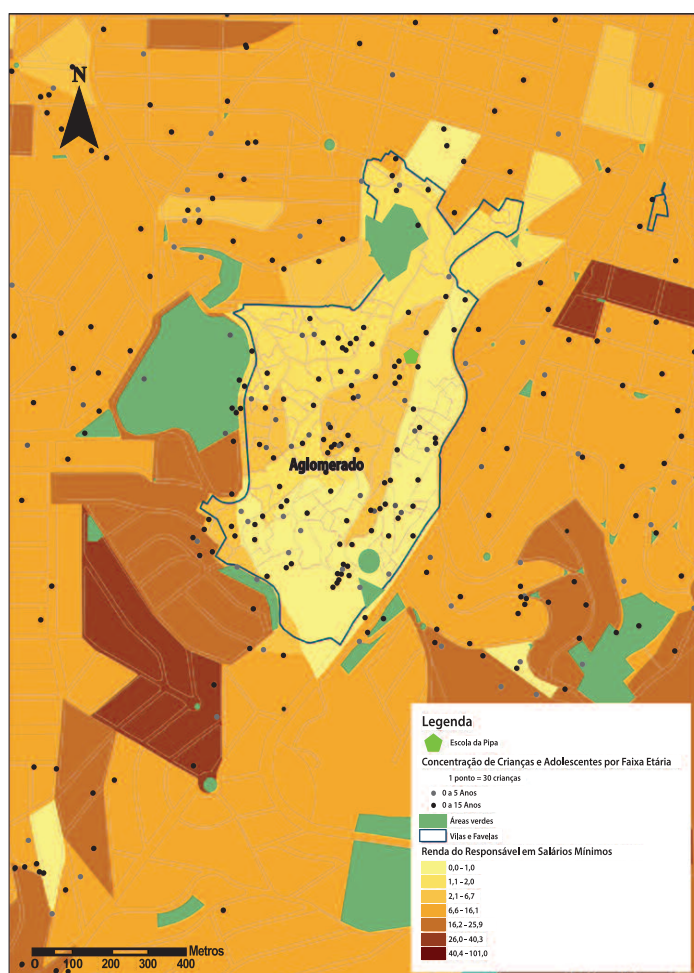 N
Aglomerado
Legenda
Escola da Pipa
Concentração de Crianças e Adolescentes por Faixa Etária
1 ponto = 30 crianças
0 a 5 Anos
0 a 15 Anos
Áreas verdes
Vilas e Favelas
Renda do Responsável em Salários Mínimos
0,0 – 1,0
1,1 – 2,0
2,1 – 6,7
6,6 – 16,1
16,2 – 25,9
26,0 – 40,3
40,4 – 101,0
Metros
0 100 200 300 400